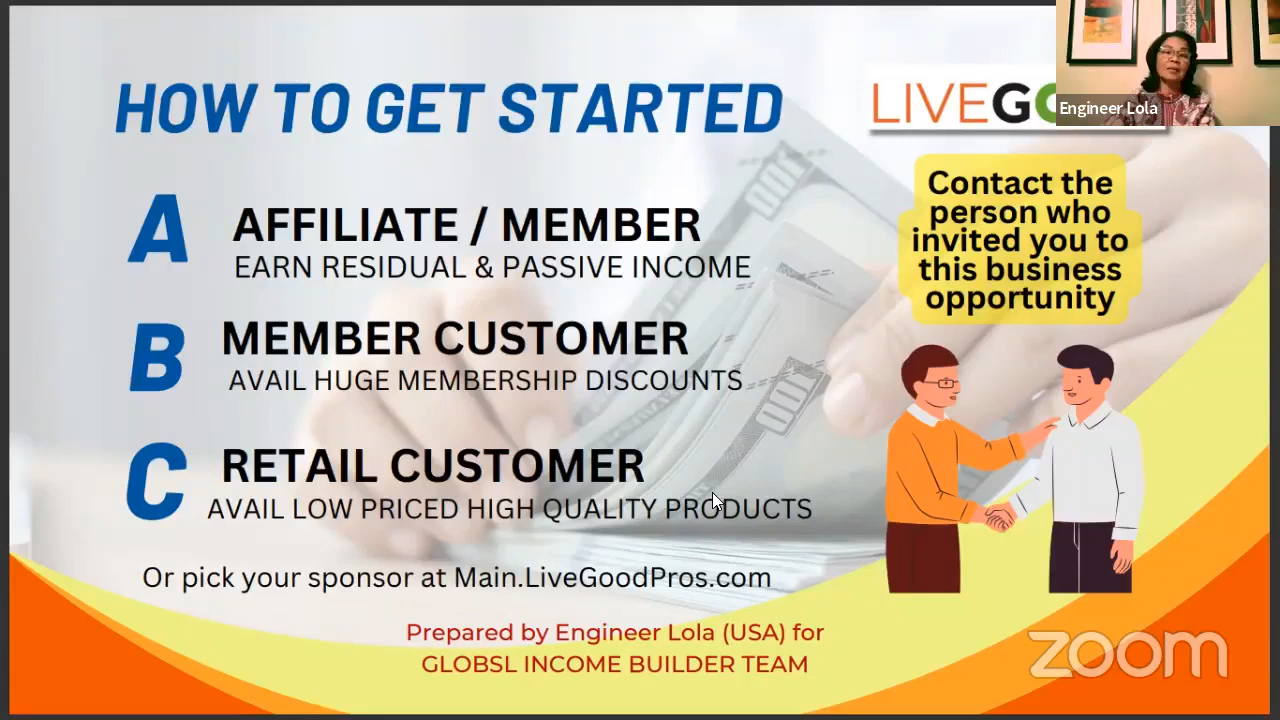 HOW TO GET STARTED
LIVEGO
Engineer Lola
A
AFFILIATE / MEMBER
EARN RESIDUAL & PASSIVE INCOME
B
MEMBER CUSTOMER
AVAIL HUGE MEMBERSHIP DISCOUNTS
C
RETAIL CUSTOMER
AVAIL LOW PRICED HIGH QUALITY PRODUCTS
Or pick your sponsor at Main.LiveGoodPros.com
Contact the
person who
invited you to
this business
opportunity
Prepared by Engineer Lola (USA) for
GLOBSL INCOME BUILDER TEAM
zoom